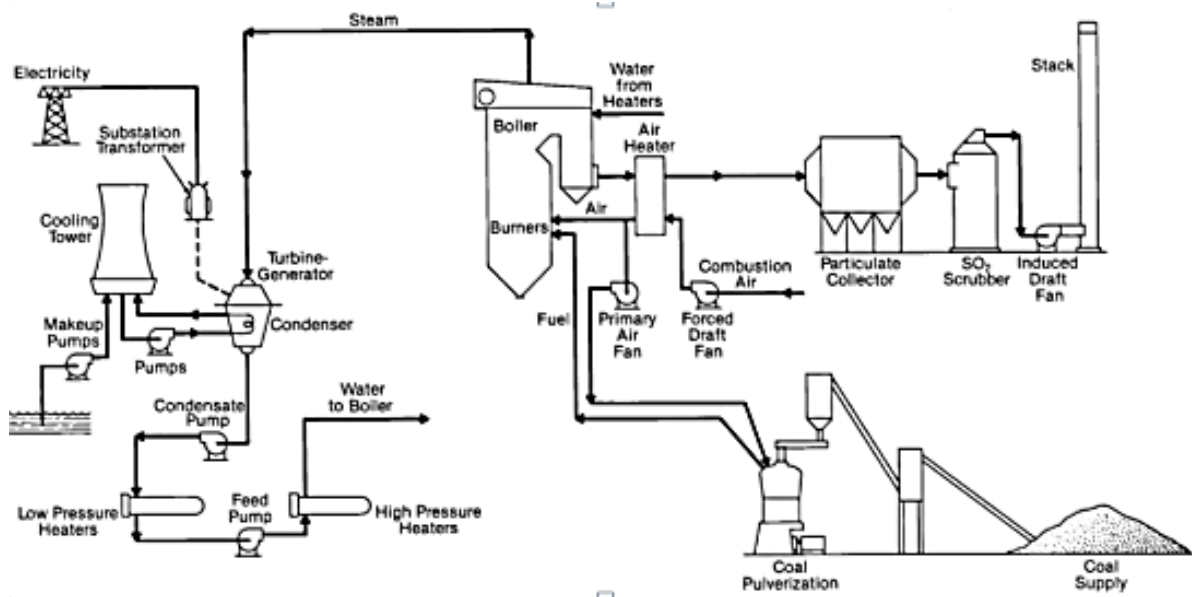 Steam
Electricity
Substation
Transformer
Cooling
Tower
Turbine-
Generator
Condenser
Makeup
Pumps
Pumps
Condensate
Pump
Water
to Boiler
Low Pressure
Heaters
Feed
Pump
High Pressure
Heaters
Water
from
Heaters
Boiler
Air
Heater
Air
Burners
Fuel
Primary
Air
Fan
Forced
Draft
Fan
Combustion
Air
Particulate
Collector
SO₂
Scrubber
Induced
Draft
Fan
Stack
Coal
Pulverization
Coal
Supply